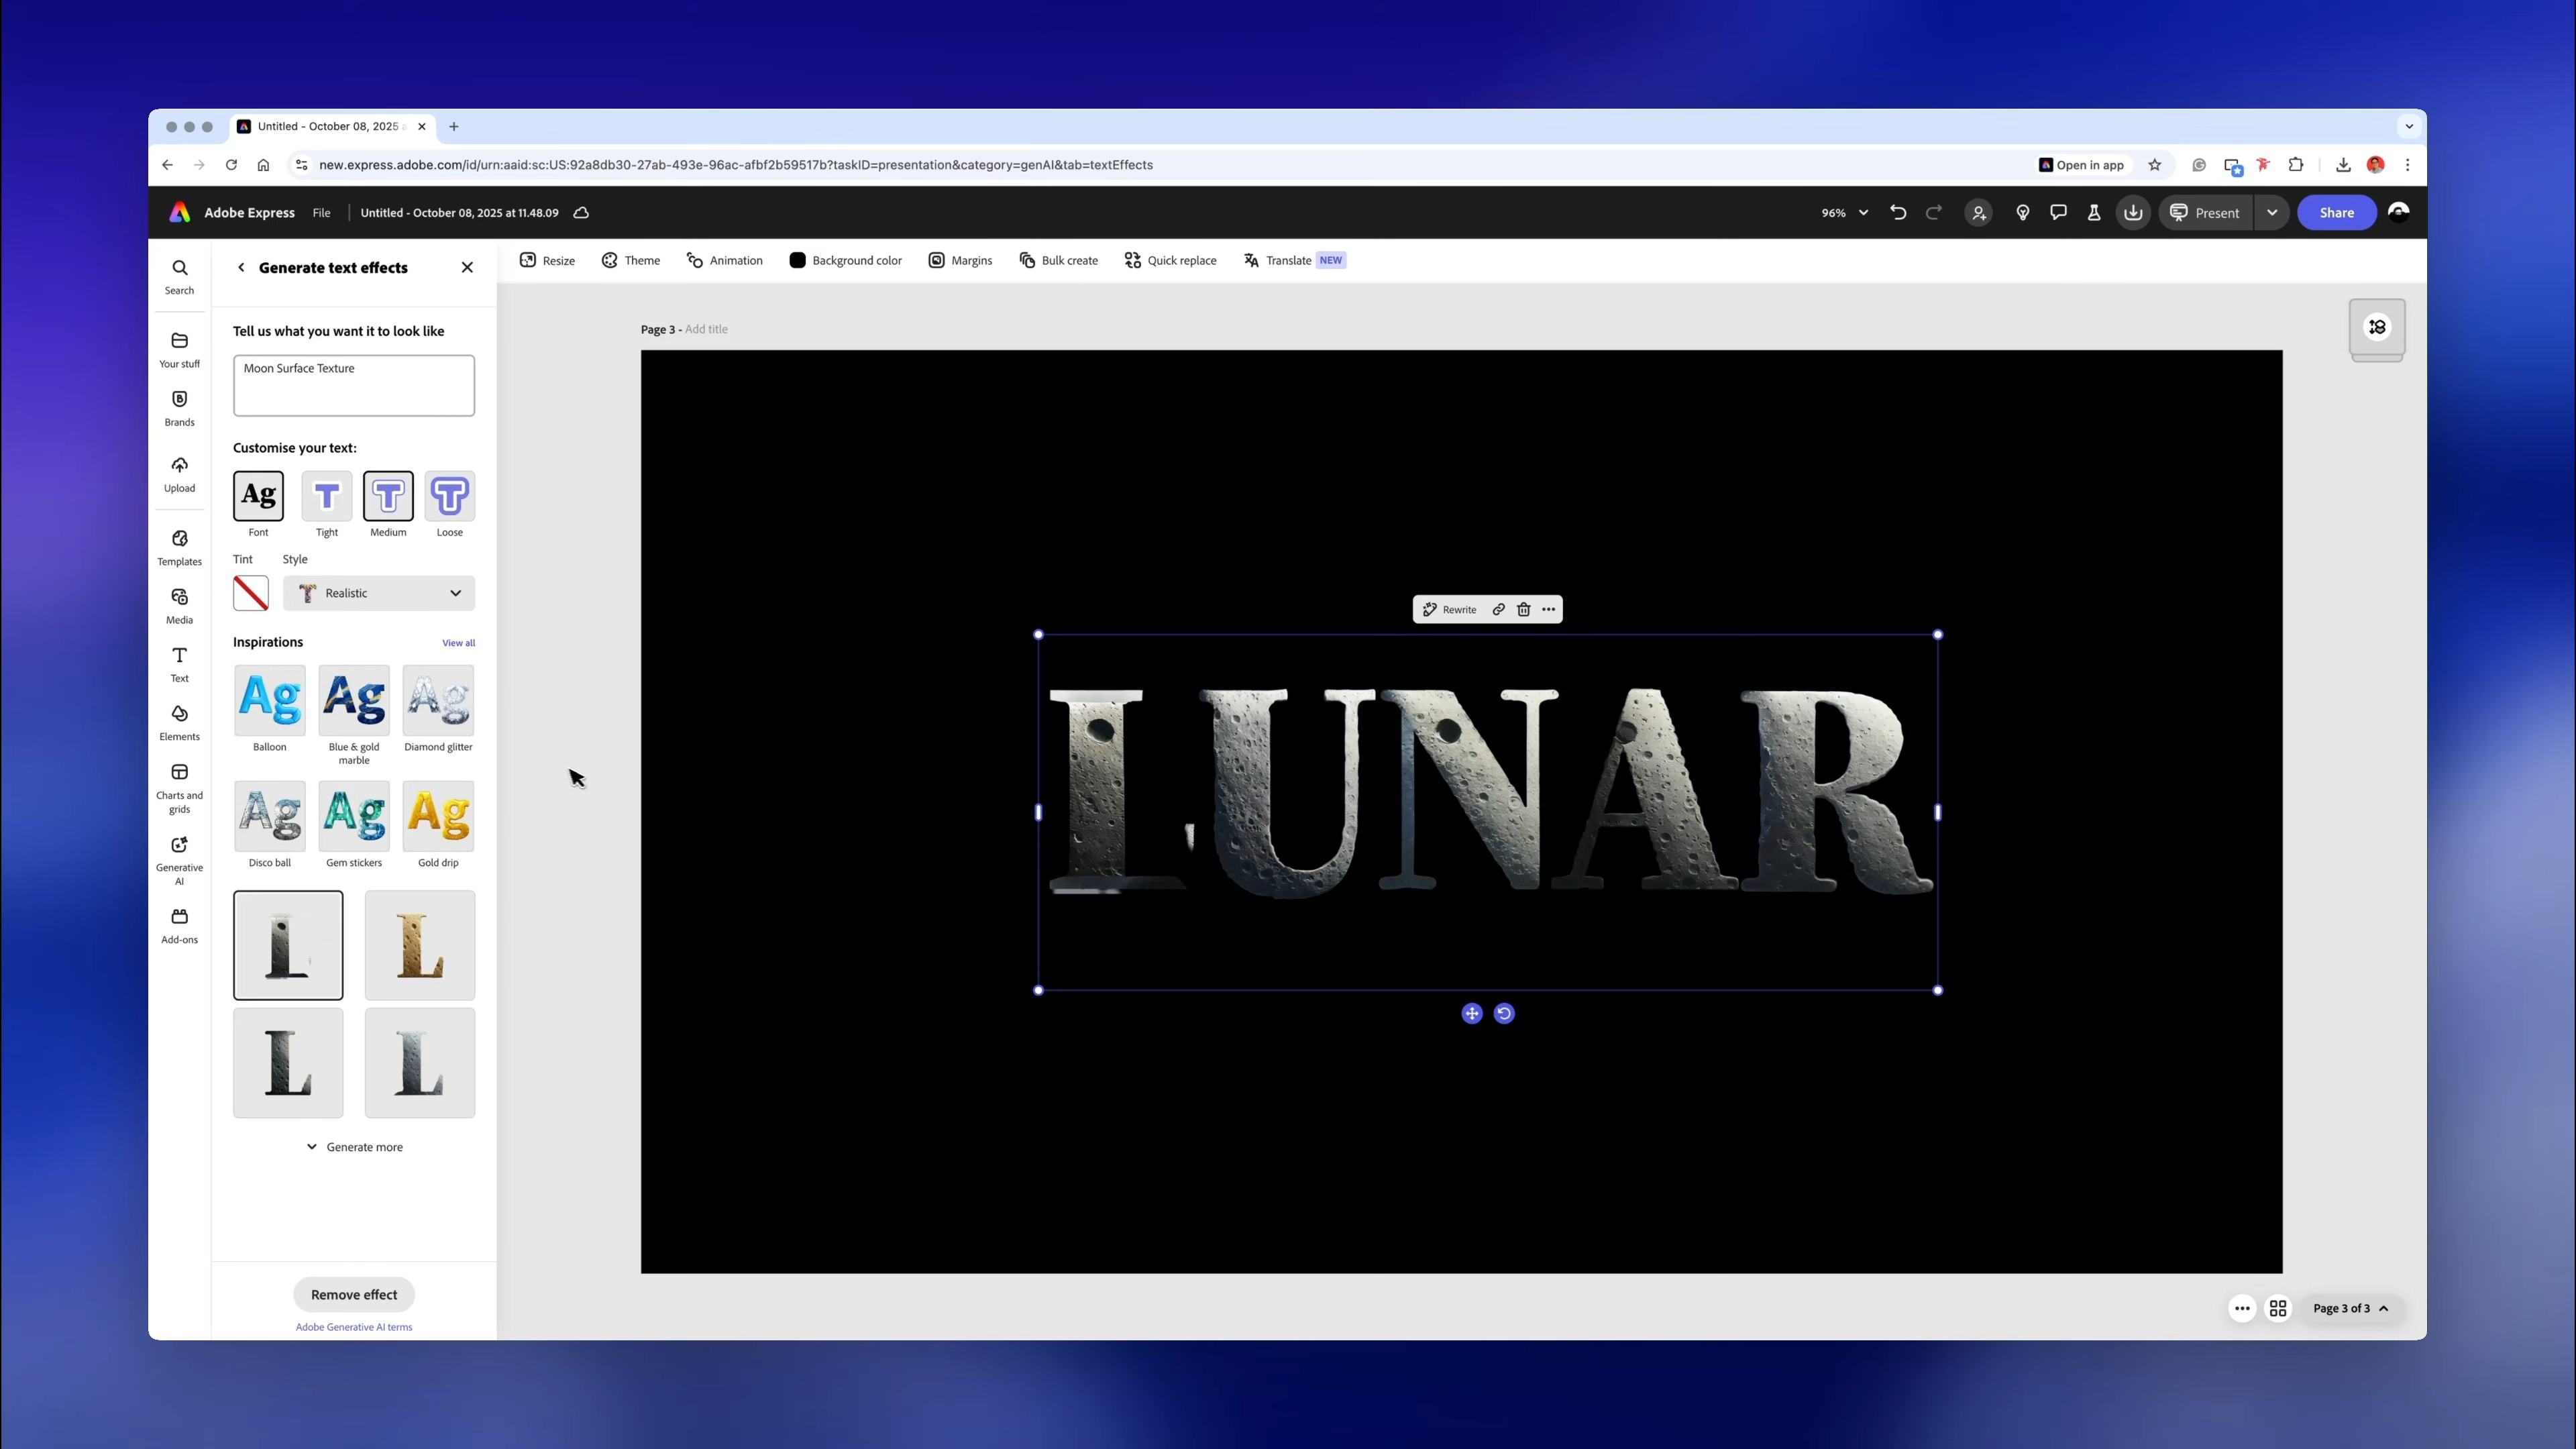 Untitled - October 08, 2025
new.express.adobe.com/id/urn:aaid:sc:US:92a8db30-27ab-493e-96ac-afbf2b59517b?taskID=presentation&category=genAI&tab=textEffects
Open in app
Adobe Express
File
Untitled - October 08, 2025 at 11.48.09
96%
Present
Share
Search
Your stuff
B
Brands
Upload
Templates
Media
T
Text
Elements
Charts and
grids
Generative
AI
Add-ons
Generate text effects
Tell us what you want it to look like
Moon Surface Texture
Customise your text:
Ag T T T
Font Tight Medium Loose
Tint Style
T Realistic
Inspirations View all
Ag Ag Ag
Balloon Blue & gold Diamond glitter
marble
Ag Ag Ag
Disco ball Gem stickers Gold drip
L L
L L
Generate more
Remove effect
Adobe Generative AI terms
Resize Theme Animation Background color Margins Bulk create Quick replace Translate NEW
Page 3 - Add title
Rewrite
LUNAR
Page 3 of 3